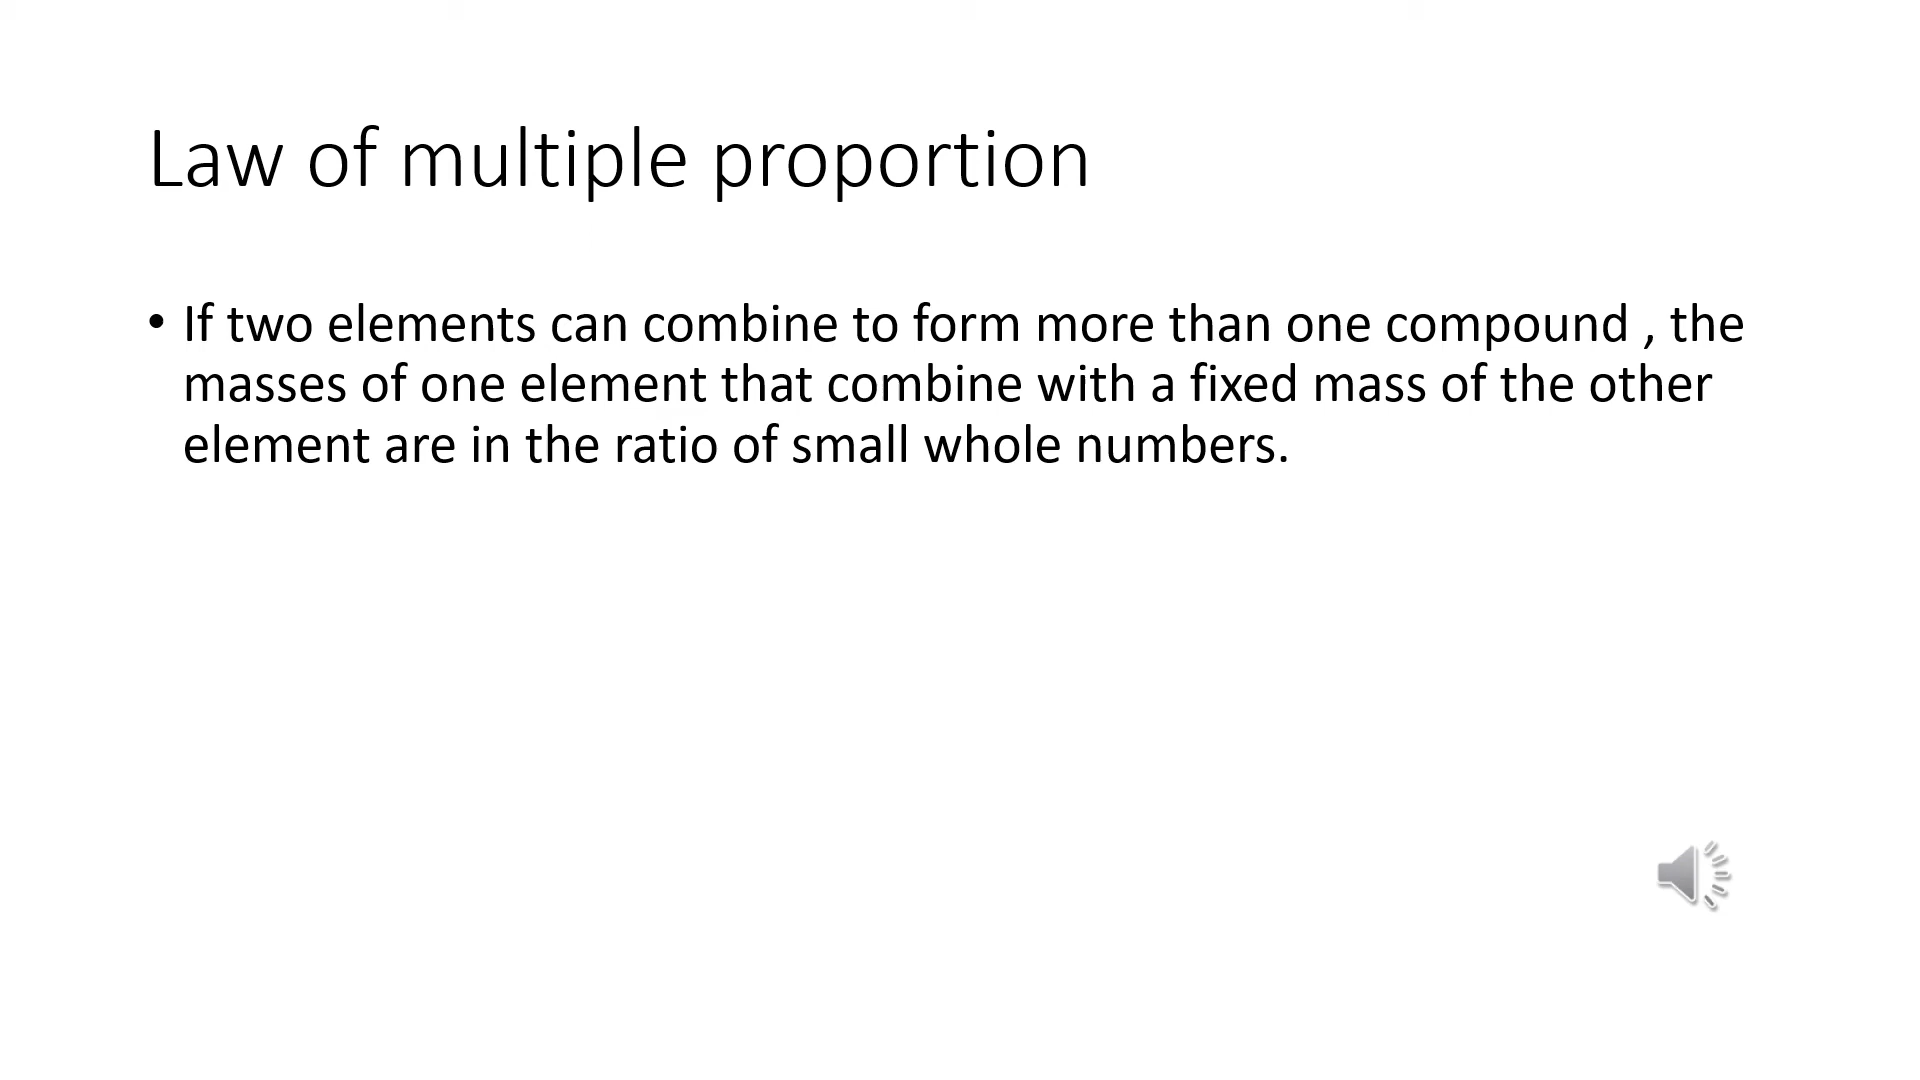 Law of multiple proportion
• If two elements can combine to form more than one compound , the
masses of one element that combine with a fixed mass of the other
element are in the ratio of small whole numbers.